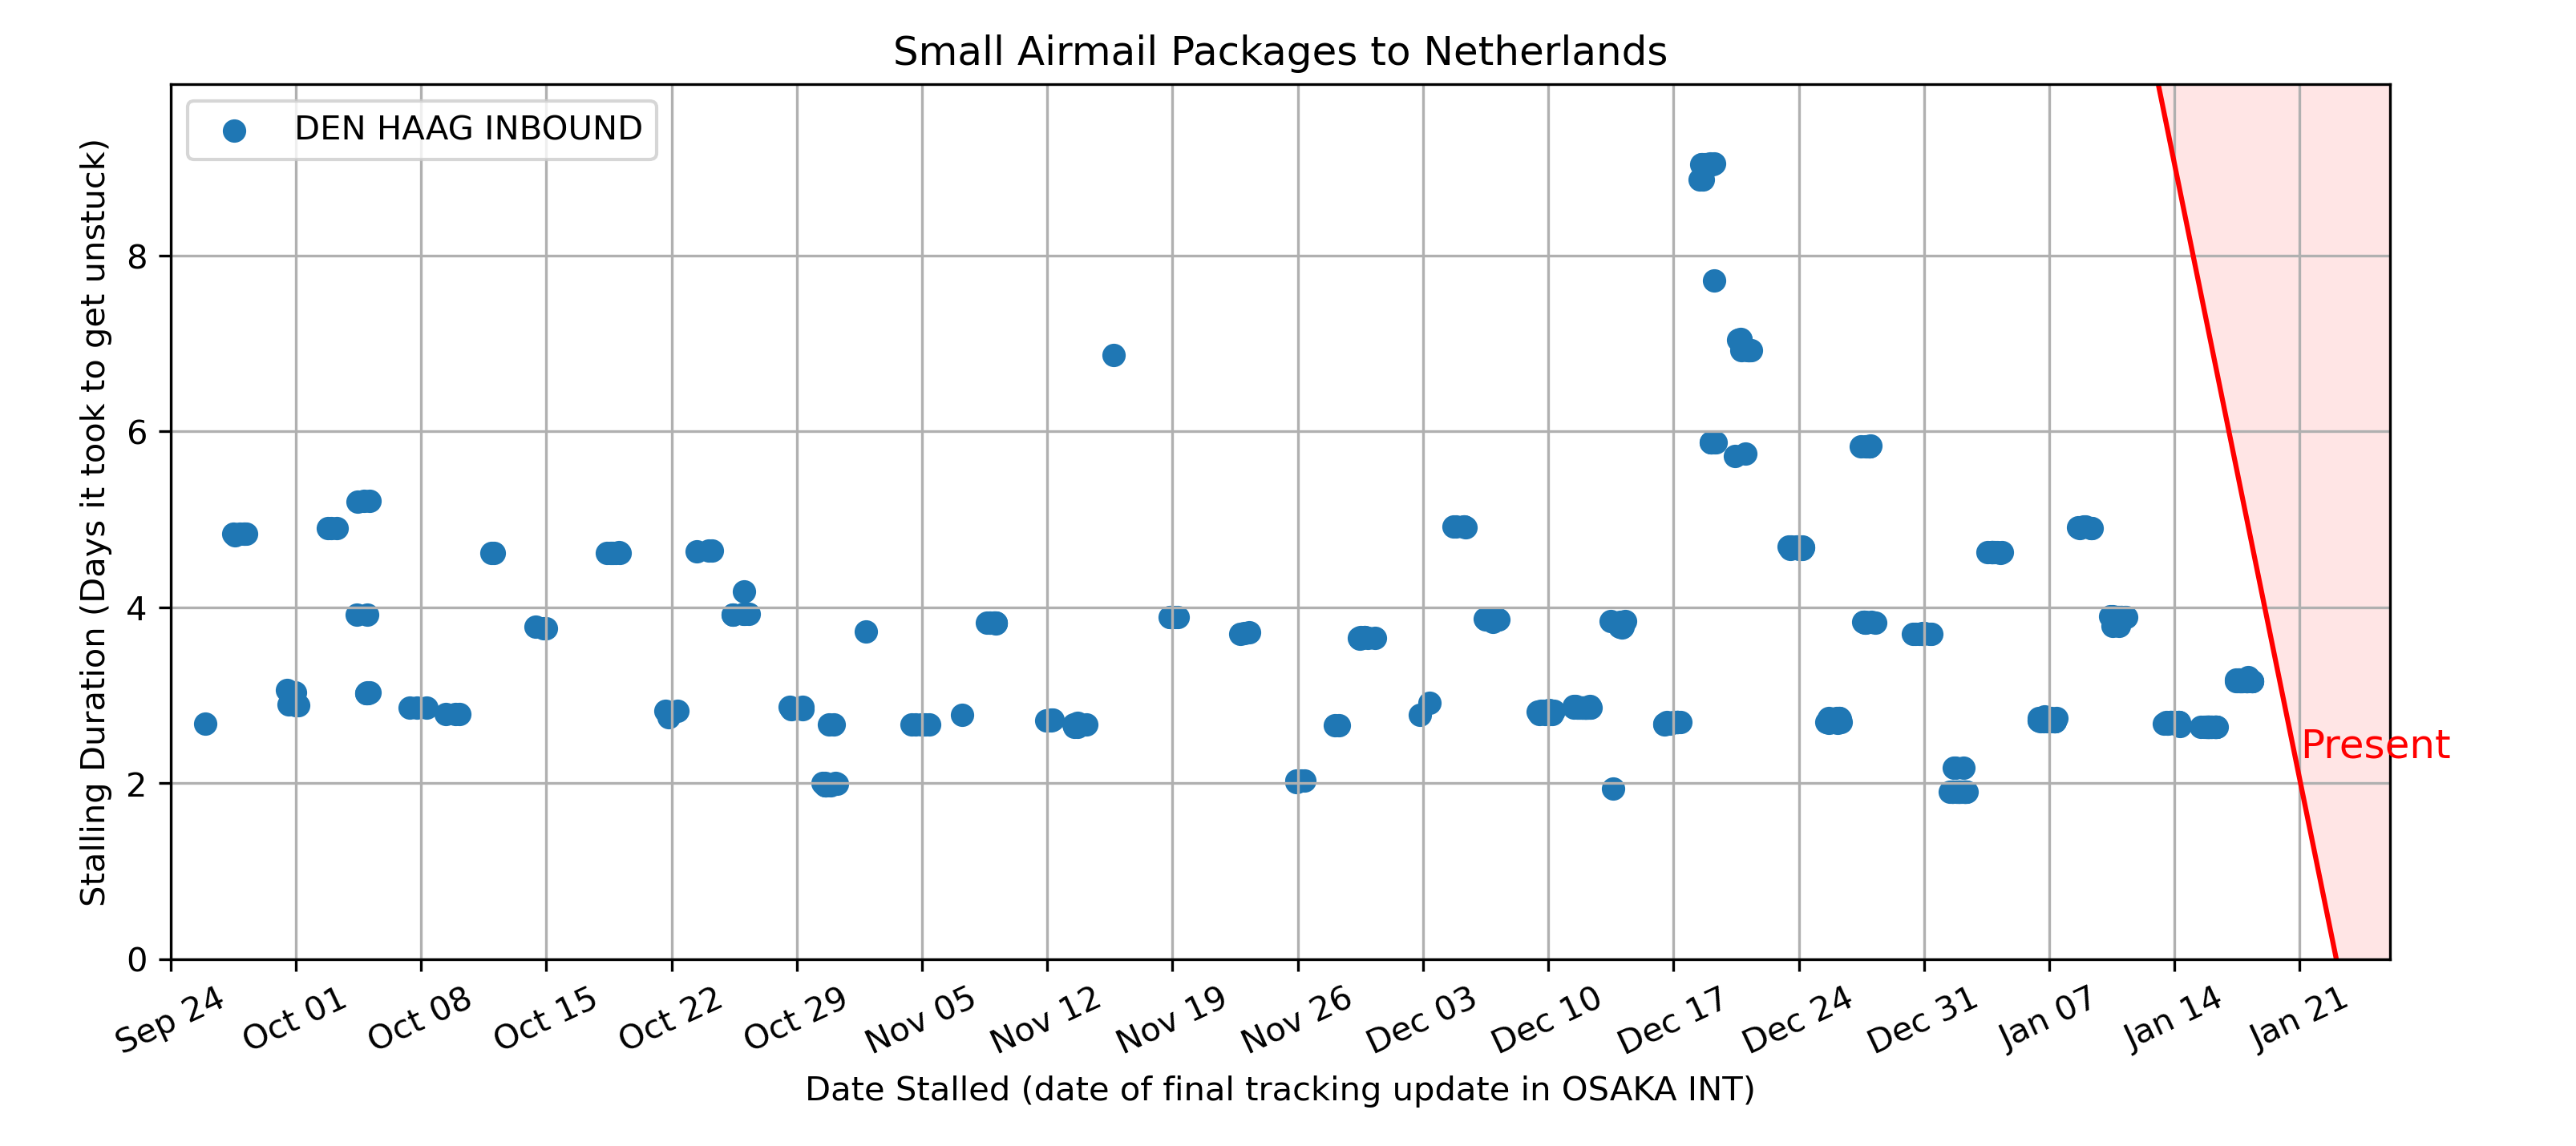 Small Airmail Packages to Netherlands
DEN HAAG INBOUND
Stalling Duration (Days it took to get unstuck)
8
6
4
2
0
Present
Sep 24
Oct 01
Oct 08
Oct 15
Oct 22
Oct 29
Nov 05
Nov 12
Nov 19
Nov 26
Dec 03
Dec 10
Dec 17
Dec 24
Dec 31
Jan 07
Jan 14
Jan 21
Date Stalled (date of final tracking update in OSAKA INT)